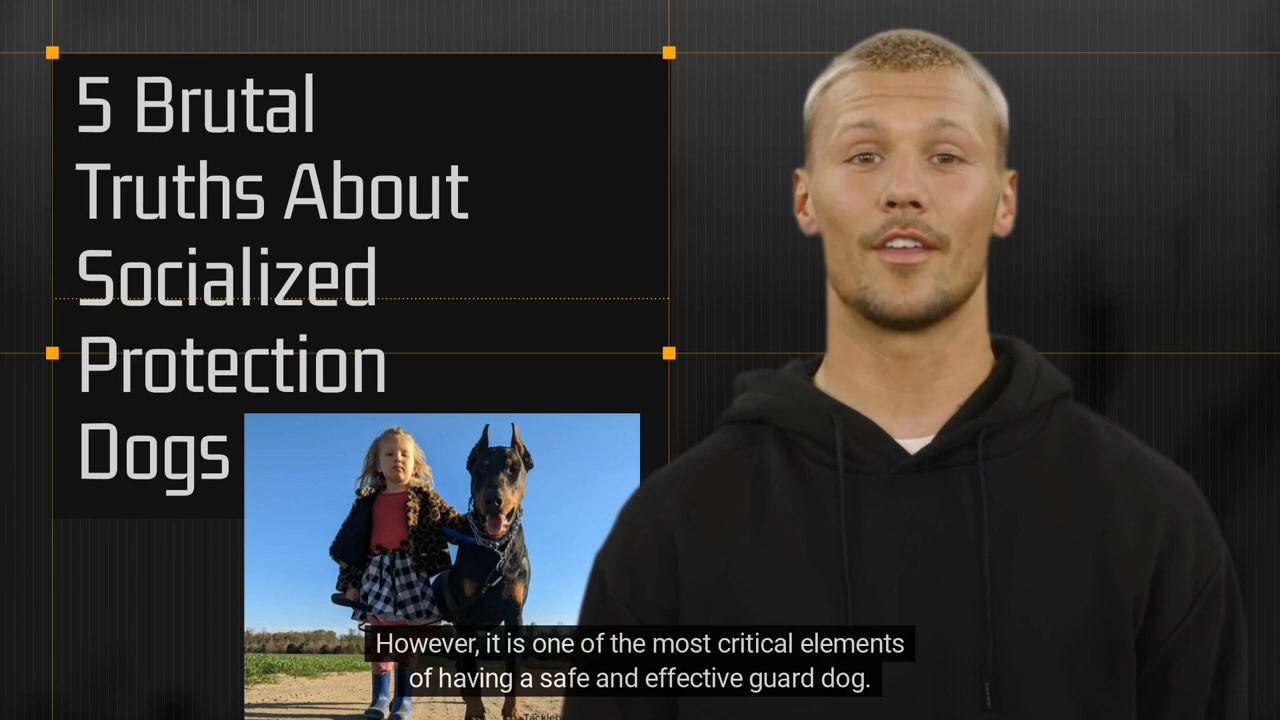 5 Brutal
Truths About
Socialized
Protection
Dogs
However, it is one of the most critical elements
of having a safe and effective guard dog.